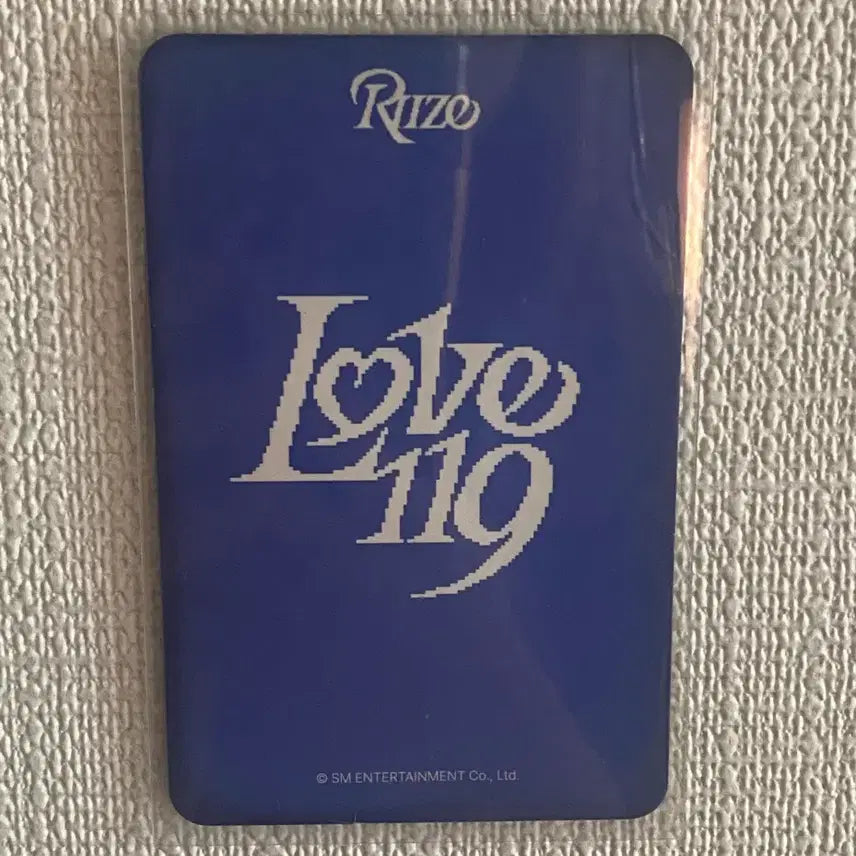 RIIZE
Love
119
© SM ENTERTAINMENT Co., Ltd.